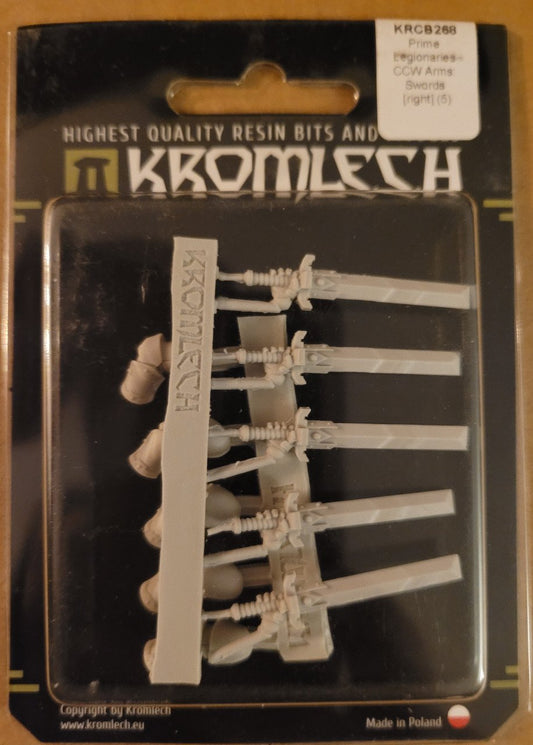 KRCB268
Prime
Legionaries
CCW Arms:
Swords
[right] (5)
HIGHEST QUALITY RESIN BITS AND
KROMLECH
KROMLECH
Copyright by Kromlech
www.kromlech.eu
Made in Poland